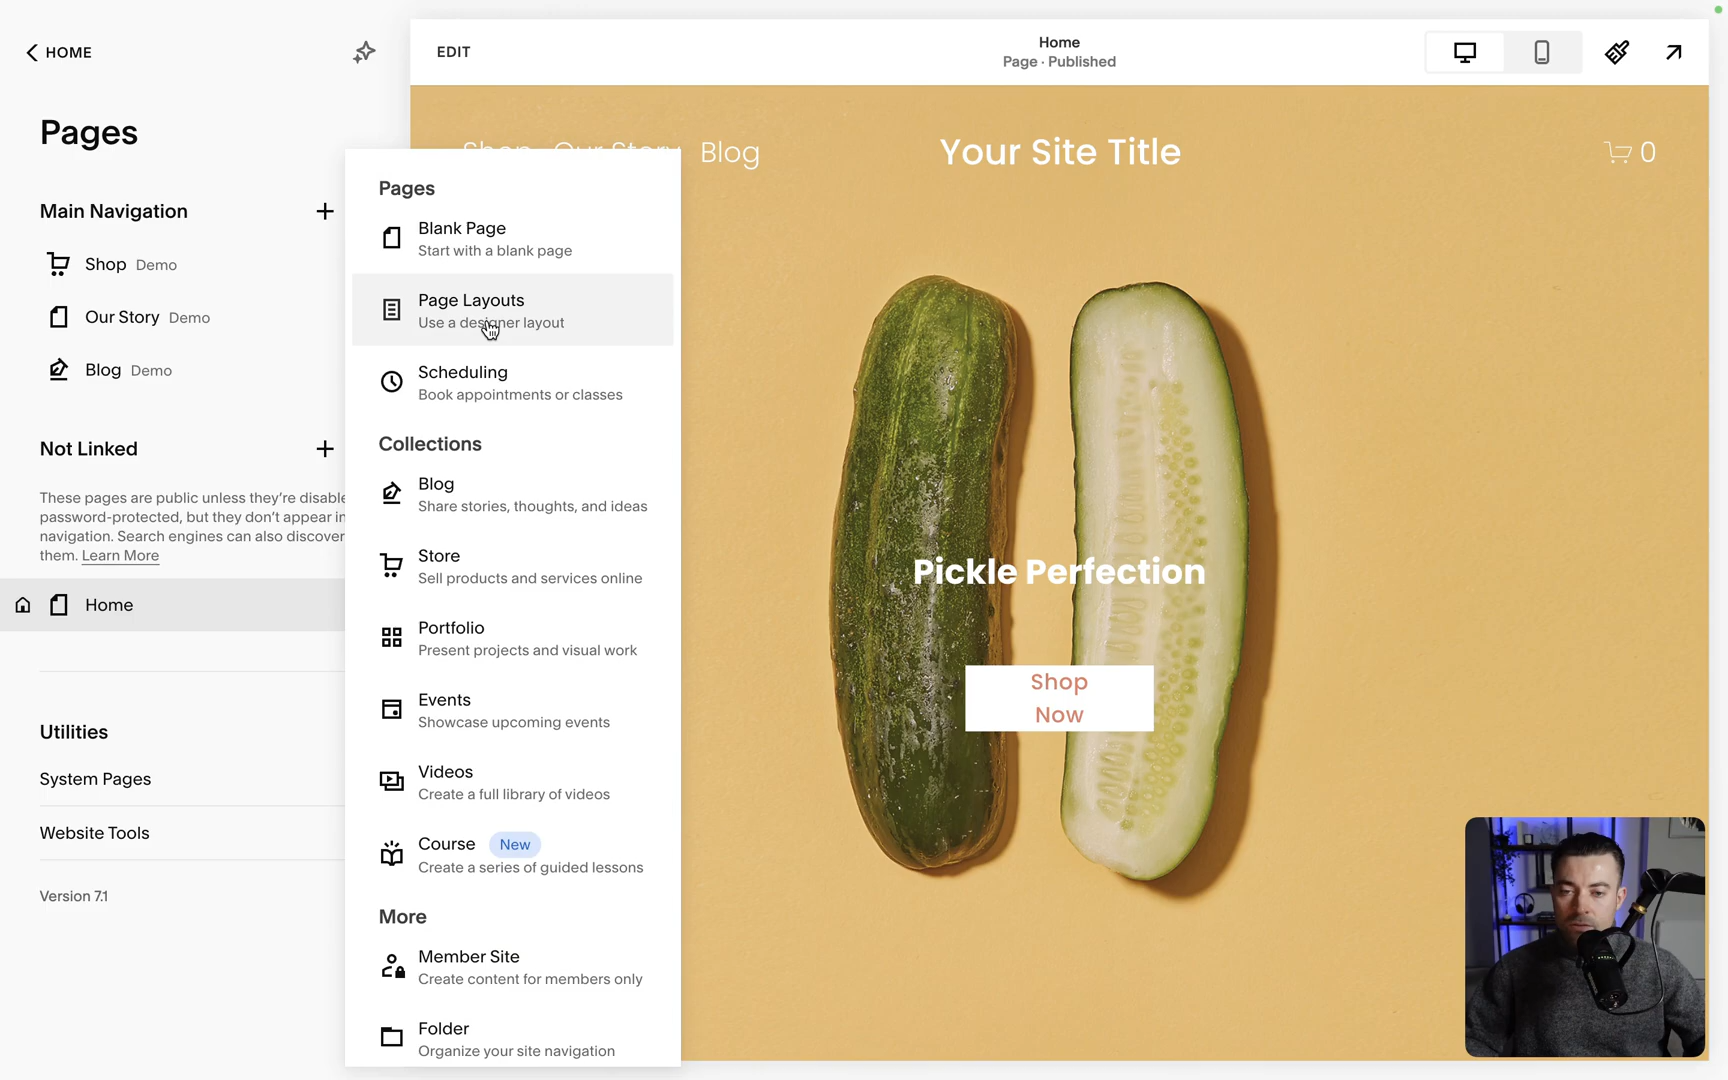 HOME
Pages
Main Navigation
Shop Demo
Our Story Demo
Blog Demo
Not Linked
These pages are public unless they're disable
password-protected, but they don't appear in
navigation. Search engines can also discover
them. Learn More
Home
Utilities
System Pages
Website Tools
Version 7.1
Pages
Blank Page
Start with a blank page
Page Layouts
Use a designer layout
Scheduling
Book appointments or classes
Collections
Blog
Share stories, thoughts, and ideas
Store
Sell products and services online
Portfolio
Present projects and visual work
Events
Showcase upcoming events
Videos
Create a full library of videos
Course New
Create a series of guided lessons
More
Member Site
Create content for members only
Folder
Organize your site navigation
EDIT
Home
Page · Published
Shop Our Story Blog
Your Site Title
0
Pickle Perfection
Shop
Now